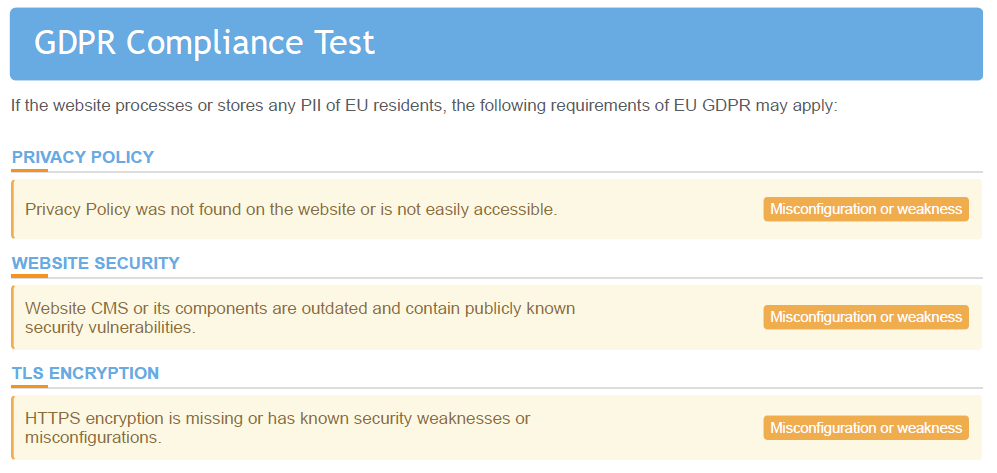 GDPR Compliance Test
If the website processes or stores any PII of EU residents, the following requirements of EU GDPR may apply:
PRIVACY POLICY
Privacy Policy was not found on the website or is not easily accessible.
Misconfiguration or weakness
WEBSITE SECURITY
Website CMS or its components are outdated and contain publicly known
security vulnerabilities.
Misconfiguration or weakness
TLS ENCRYPTION
HTTPS encryption is missing or has known security weaknesses or
misconfigurations.
Misconfiguration or weakness